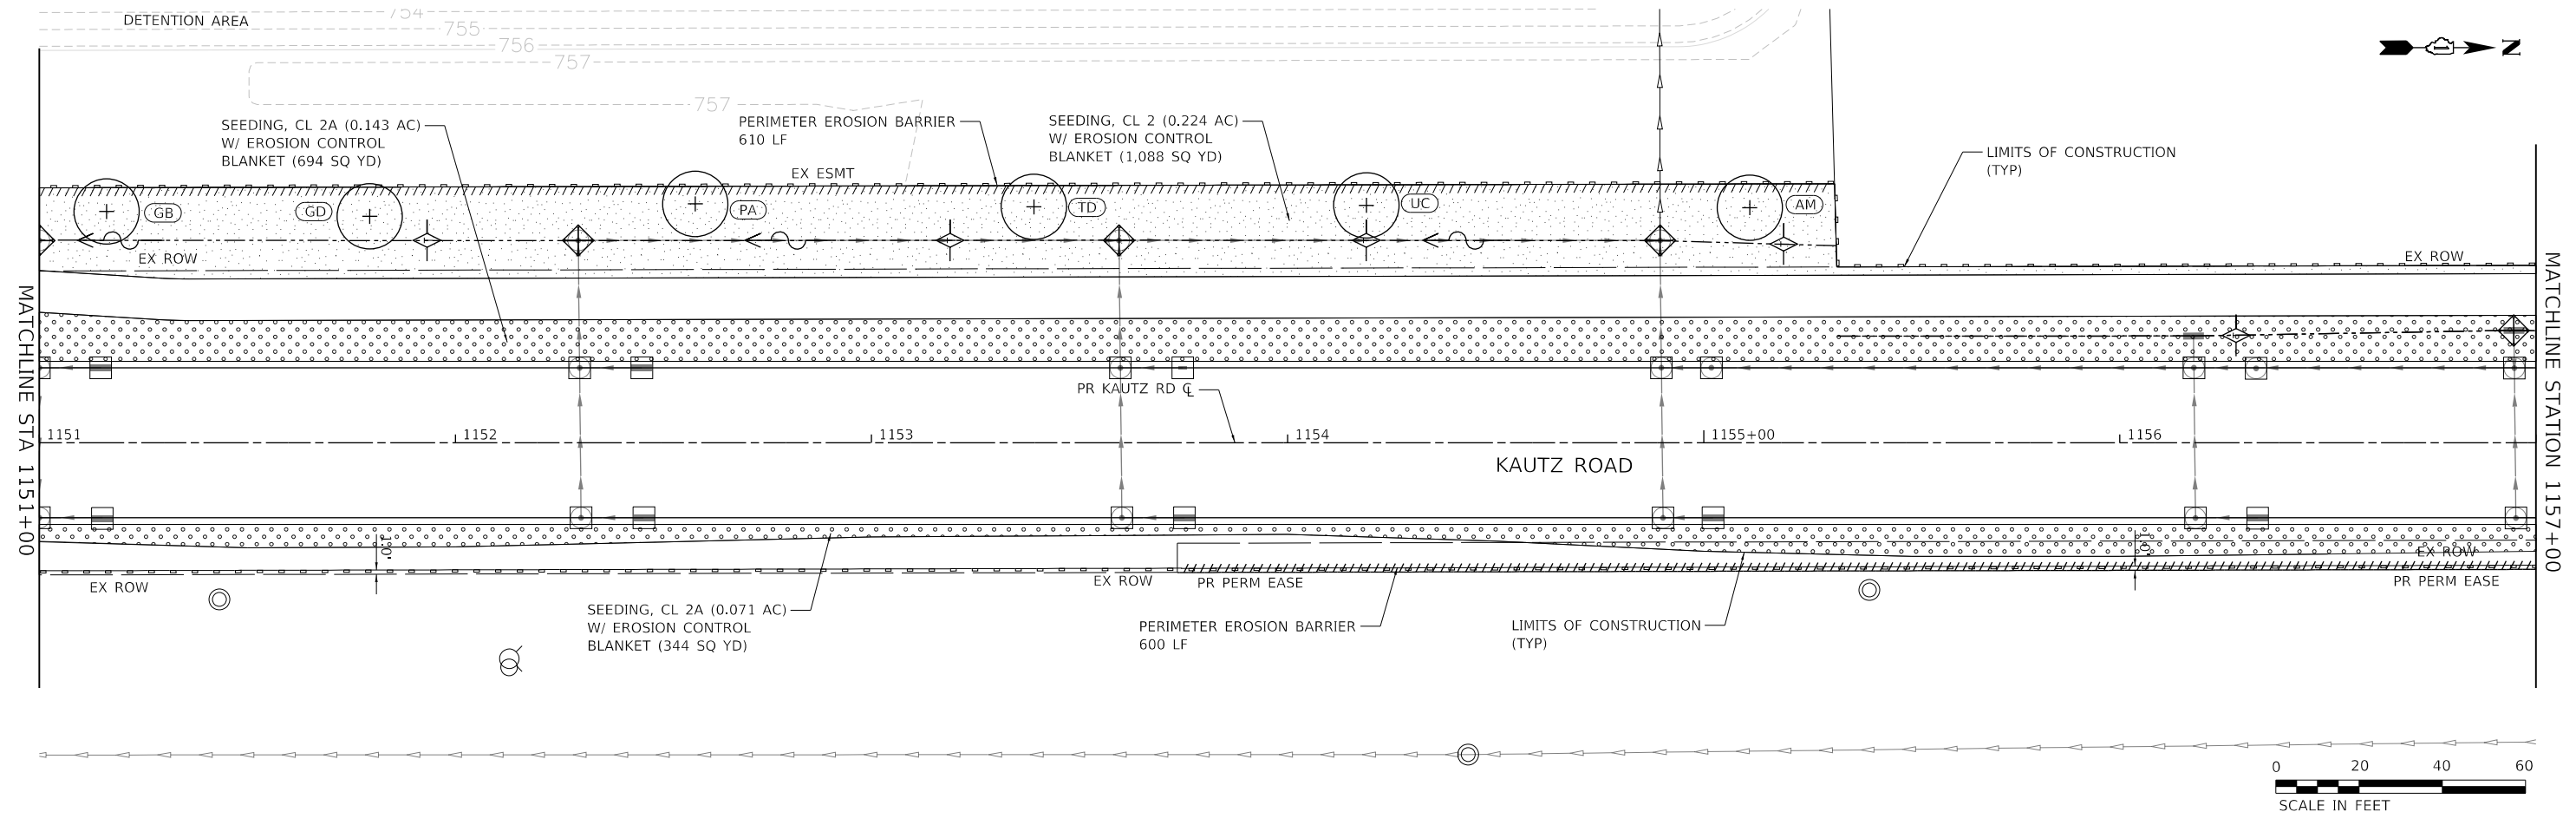 DETENTION AREA
754
755
756
757
757
N
SEEDING, CL 2A (0.143 AC)
W/ EROSION CONTROL
BLANKET (694 SQ YD)
PERIMETER EROSION BARRIER
610 LF
SEEDING, CL 2 (0.224 AC)
W/ EROSION CONTROL
BLANKET (1,088 SQ YD)
LIMITS OF CONSTRUCTION
(TYP)
EX ESMT
GB
GD
PA
TD
UC
AM
EX ROW
EX ROW
MATCHLINE STA 1151+00
MATCHLINE STATION 1157+00
PR KAUTZ RD ℄
1151
1152
1153
1154
1155+00
1156
KAUTZ ROAD
1.0'
1.0'
EX ROW
EX ROW
EX ROW
PR PERM EASE
PR PERM EASE
SEEDING, CL 2A (0.071 AC)
W/ EROSION CONTROL
BLANKET (344 SQ YD)
PERIMETER EROSION BARRIER
600 LF
LIMITS OF CONSTRUCTION
(TYP)
0 20 40 60
SCALE IN FEET